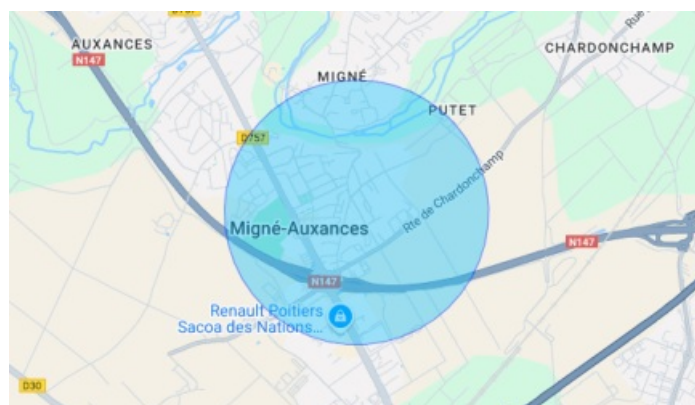 AUXANCES
N147
CHARDONCHAMP
MIGNÉ
PUTET
D757
Rte de Chardonchamp
Migné-Auxances
N147
N147
Renault Poitiers
Sacoa des Nations...
D30